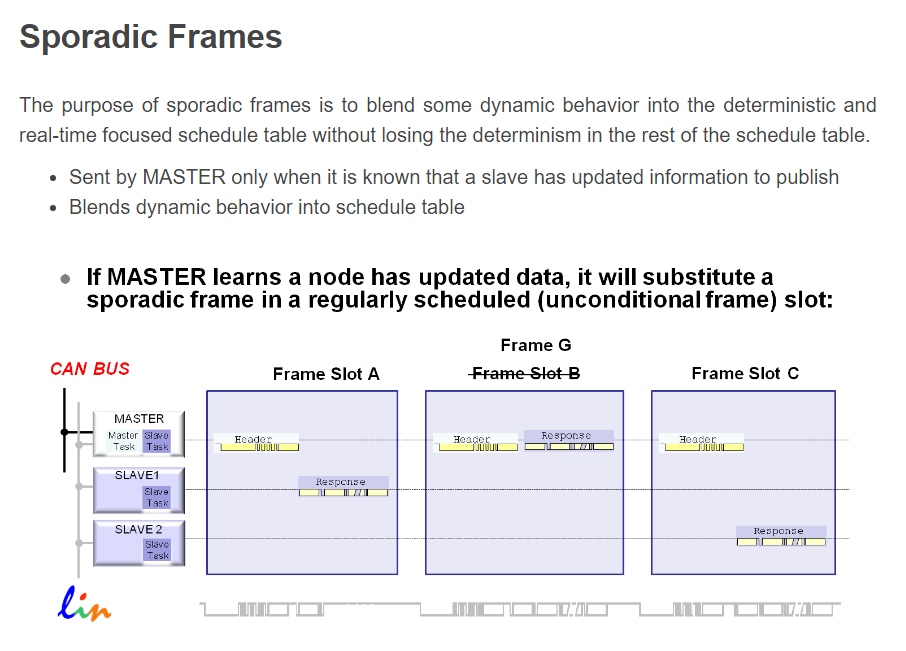 Sporadic Frames
The purpose of sporadic frames is to blend some dynamic behavior into the deterministic and
real-time focused schedule table without losing the determinism in the rest of the schedule table.
• Sent by MASTER only when it is known that a slave has updated information to publish
• Blends dynamic behavior into schedule table
• If MASTER learns a node has updated data, it will substitute a
sporadic frame in a regularly scheduled (unconditional frame) slot:
Frame G
CAN BUS
Frame Slot A
Frame Slot B
Frame Slot C
MASTER
Master Task
Slave Task
Header
Header
Response
Header
SLAVE1
Slave Task
Response
SLAVE 2
Slave Task
Response
lin